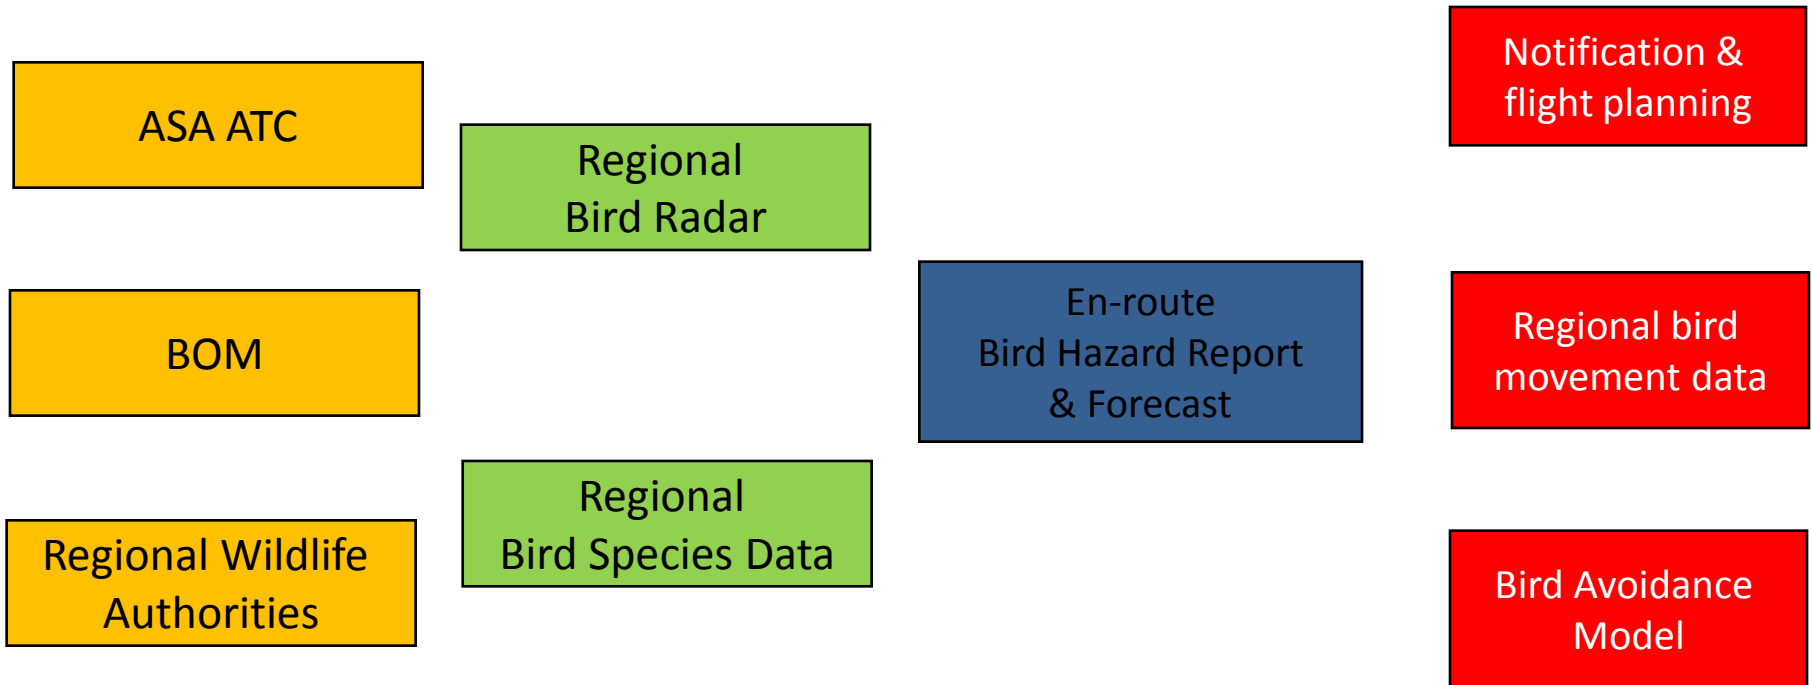 ASA ATC
BOM
Regional Wildlife
Authorities
Regional
Bird Radar
Regional
Bird Species Data
En-route
Bird Hazard Report
& Forecast
Notification &
flight planning
Regional bird
movement data
Bird Avoidance
Model